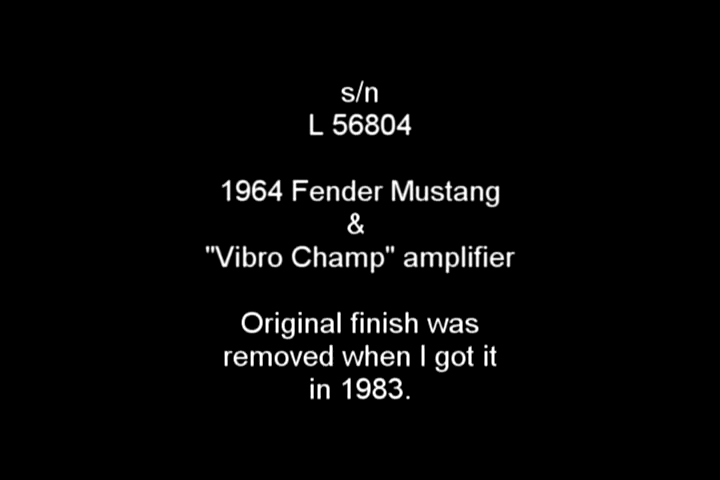 s/n
L 56804
1964 Fender Mustang
&
"Vibro Champ" amplifier
Original finish was
removed when I got it
in 1983.